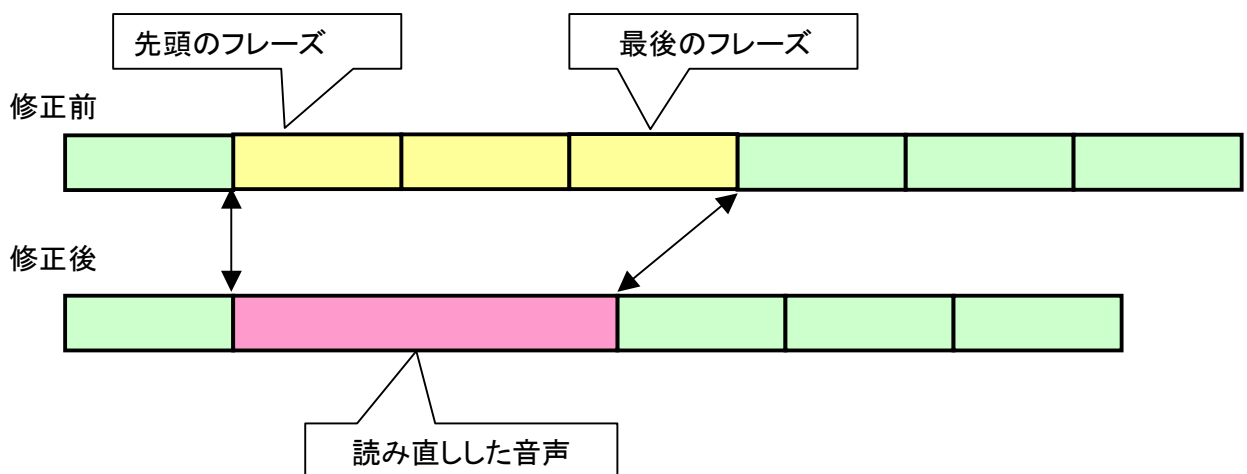 先頭のフレーズ
最後のフレーズ
修正前
修正後
読み直しした音声